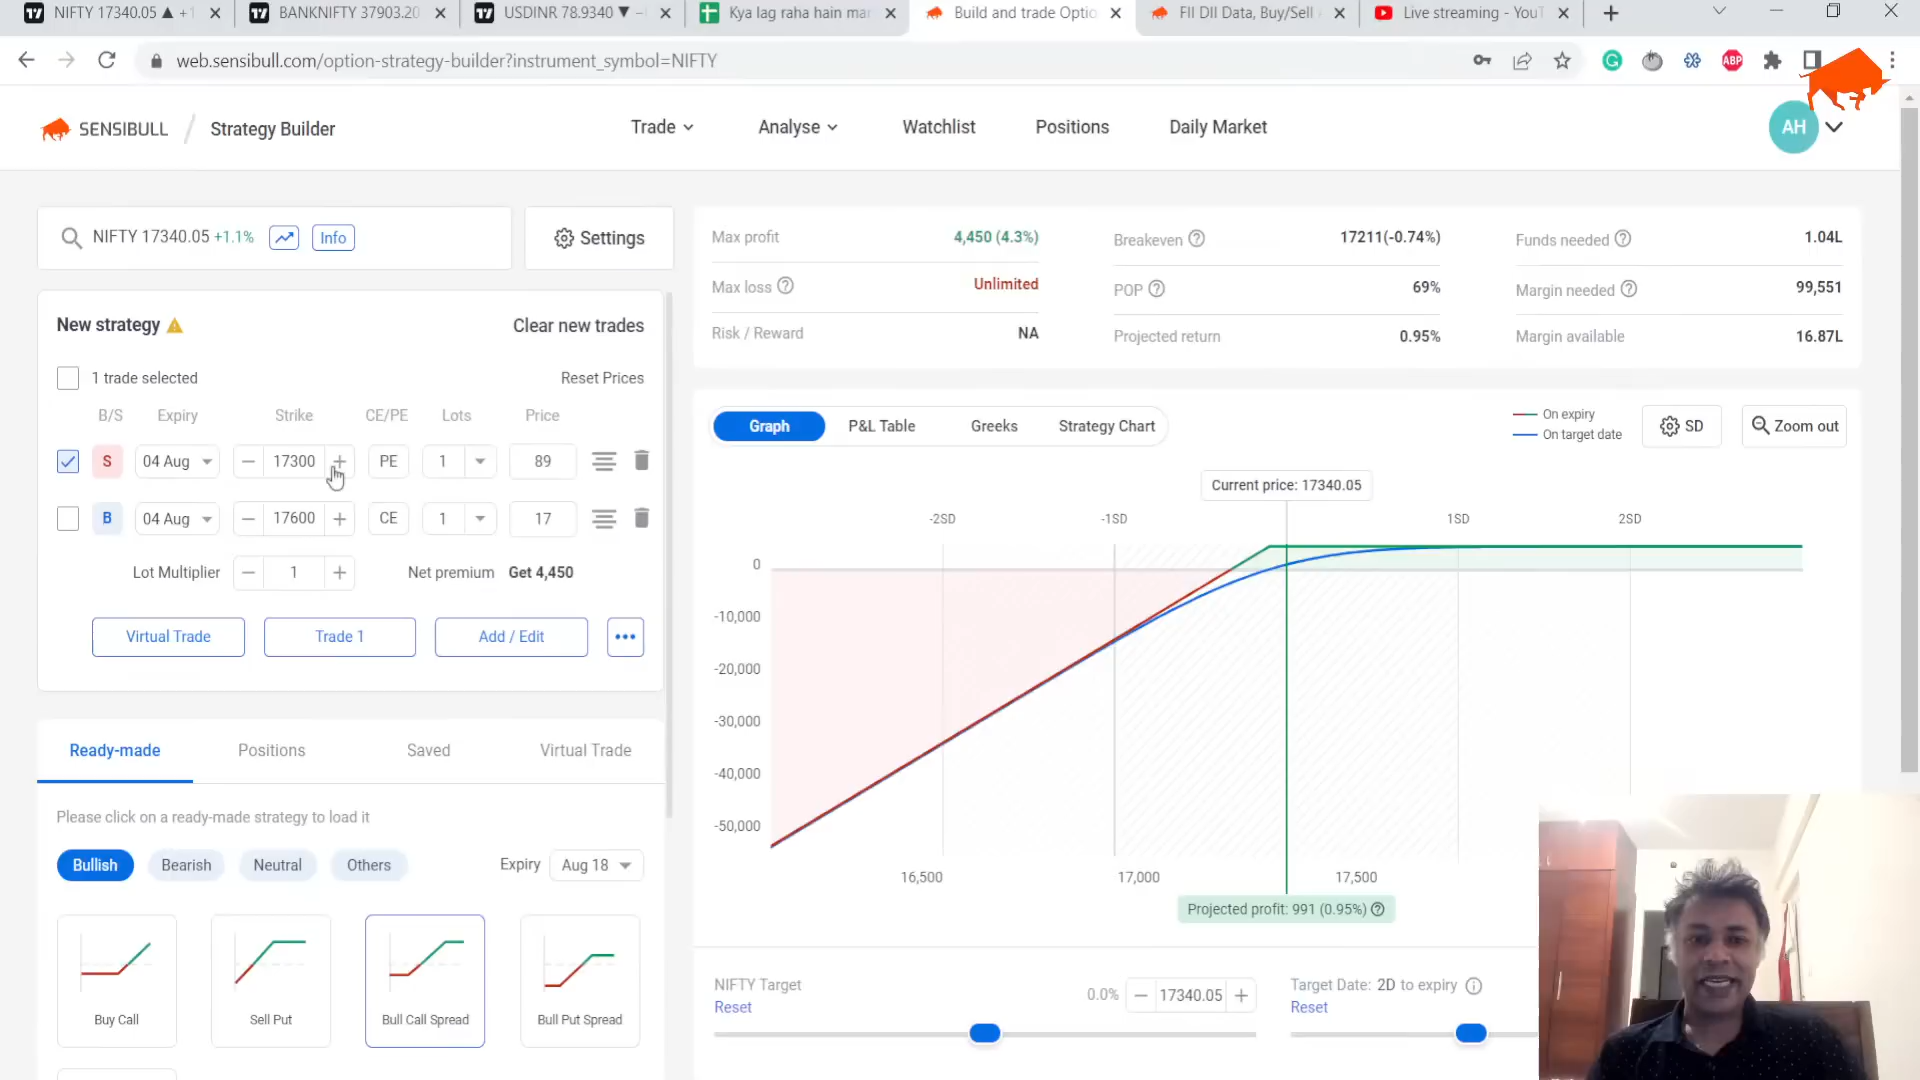 NIFTY 17340.05 ▲ +1
BANKNIFTY 37903.20
USDINR 78.9340 ▼ −
Kya lag raha hain mar
Build and trade Optio
FII DII Data, Buy/Sell
Live streaming - YouT
web.sensibull.com/option-strategy-builder?instrument_symbol=NIFTY
ABP
SENSIBULL / Strategy Builder
Trade
Analyse
Watchlist
Positions
Daily Market
AH
NIFTY 17340.05 +1.1%
Info
Settings
New strategy
Clear new trades
1 trade selected
Reset Prices
B/S Expiry Strike CE/PE Lots Price
S 04 Aug − 17300 + PE 1 89
B 04 Aug − 17600 + CE 1 17
Lot Multiplier − 1 + Net premium Get 4,450
Virtual Trade
Trade 1
Add / Edit
Ready-made
Positions
Saved
Virtual Trade
Please click on a ready-made strategy to load it
Bullish
Bearish
Neutral
Others
Expiry Aug 18
Buy Call
Sell Put
Bull Call Spread
Bull Put Spread
Max profit 4,450 (4.3%)
Max loss Unlimited
Risk / Reward NA
Breakeven 17211(-0.74%)
POP 69%
Projected return 0.95%
Funds needed 1.04L
Margin needed 99,551
Margin available 16.87L
Graph
P&L Table
Greeks
Strategy Chart
On expiry
On target date
SD
Zoom out
Current price: 17340.05
-2SD
-1SD
1SD
2SD
0
-10,000
-20,000
-30,000
-40,000
-50,000
16,500
17,000
17,500
Projected profit: 991 (0.95%)
NIFTY Target
Reset
0.0% − 17340.05 +
Target Date: 2D to expiry
Reset